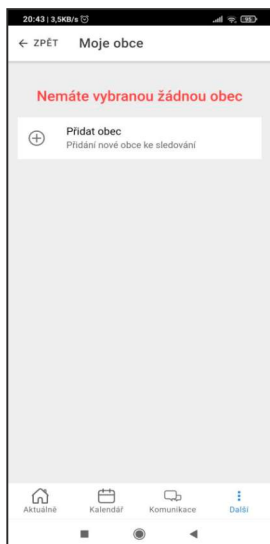 20:43 | 3,5KB/s
95
← ZPĚT Moje obce
Nemáte vybranou žádnou obec
Přidat obec
Přidání nové obce ke sledování
Aktuálně Kalendář Komunikace Další